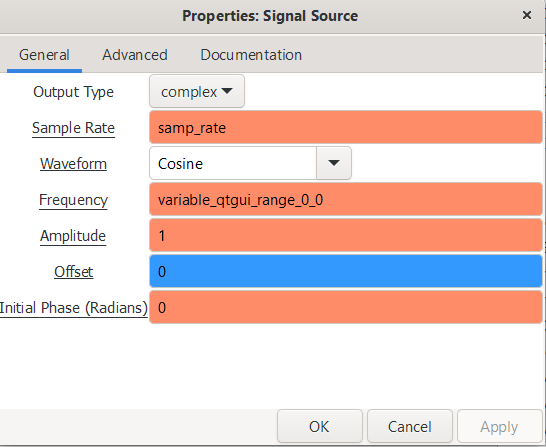 Properties: Signal Source ×
General Advanced Documentation
Output Type complex
Sample Rate samp_rate
Waveform Cosine
Frequency variable_qtgui_range_0_0
Amplitude 1
Offset 0
Initial Phase (Radians) 0
OK Cancel Apply